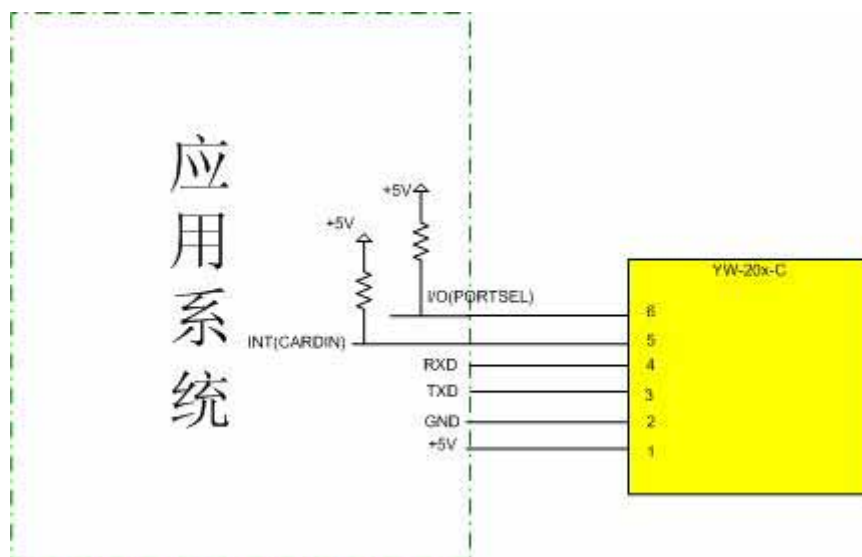 应用系统
+5V
+5V
YW-20x-C
I/O(PORTSEL)
6
INT(CARDIN)
5
RXD
4
TXD
3
GND
2
+5V
1